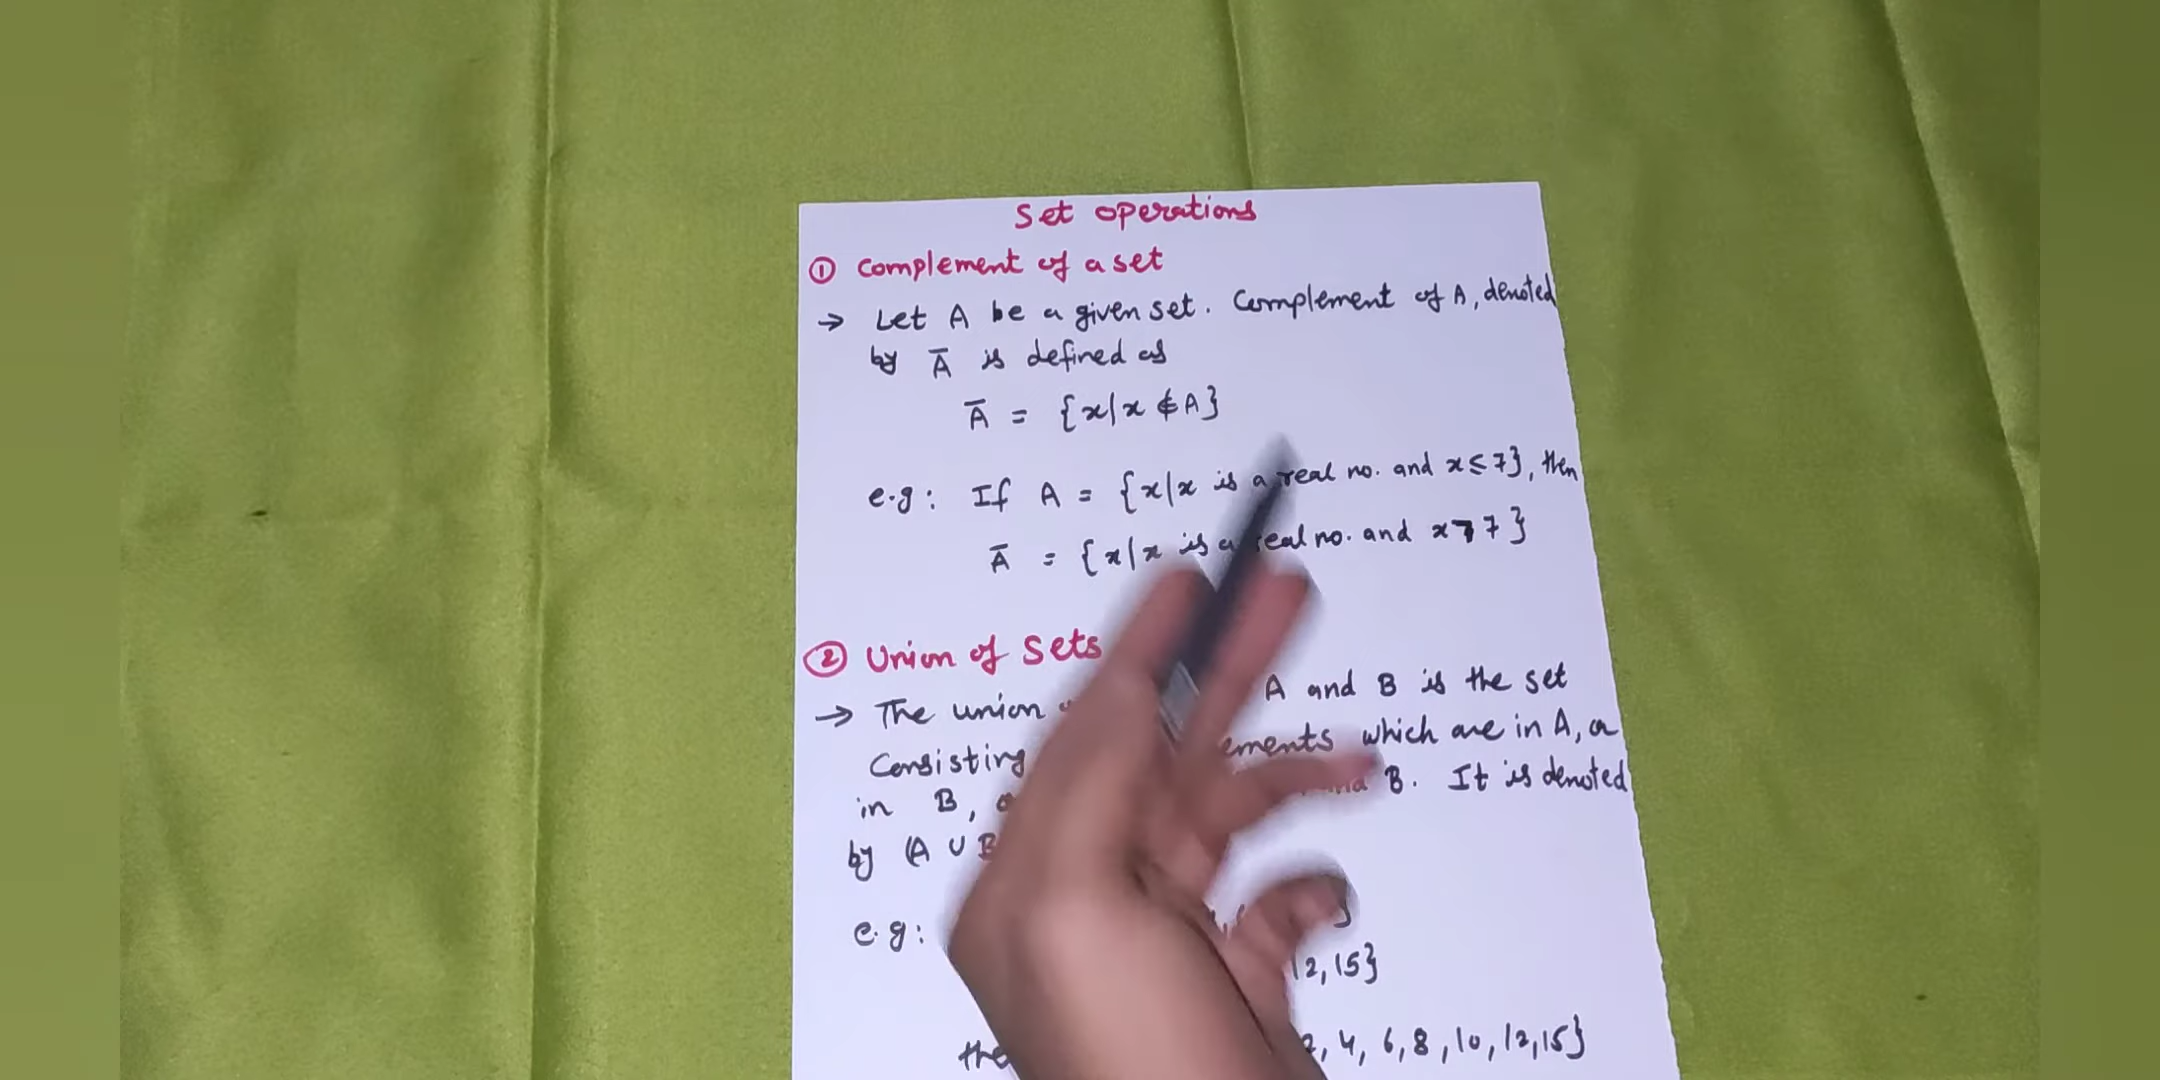 Set operations
① Complement of a set
→ Let A be a given set. Complement of A, denoted
by A̅ is defined as
A̅ = {x|x ∉ A}
e.g: If A = {x|x is a real no. and x ≤ 7}, then
A̅ = {x|x is a real no. and x > 7}
② Union of Sets
→ The union A and B is the set
Consisting which are in A, or
in B, B. It is denoted
by (A ∪
e.g:
12, 15}
4, 6, 8, 10, 12, 15}